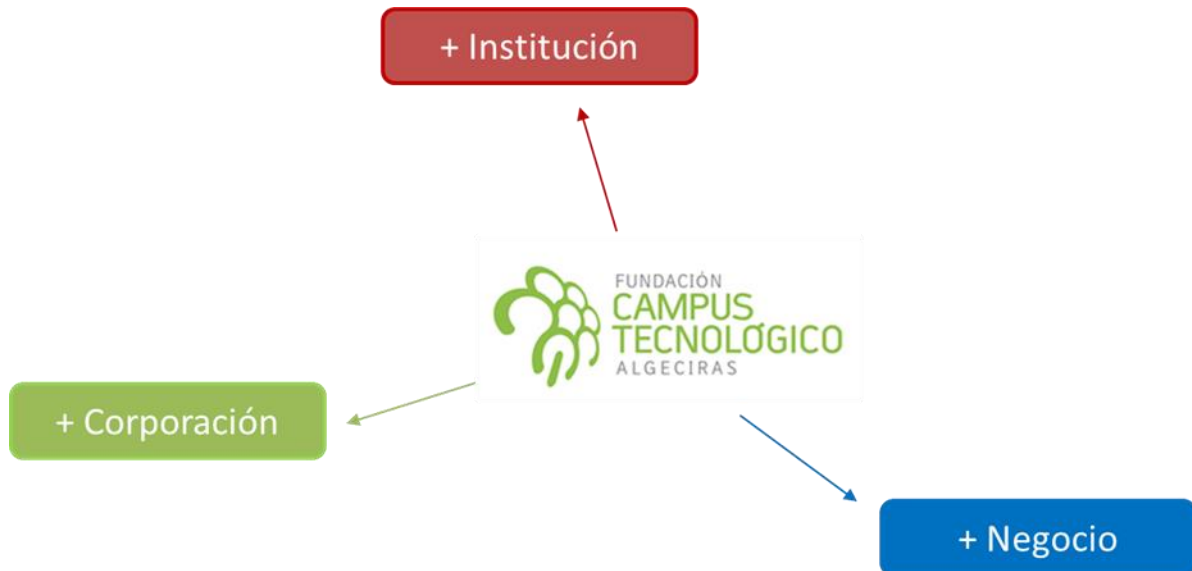 + Institución
FUNDACIÓN
CAMPUS
TECNOLÓGICO
ALGECIRAS
+ Corporación
+ Negocio